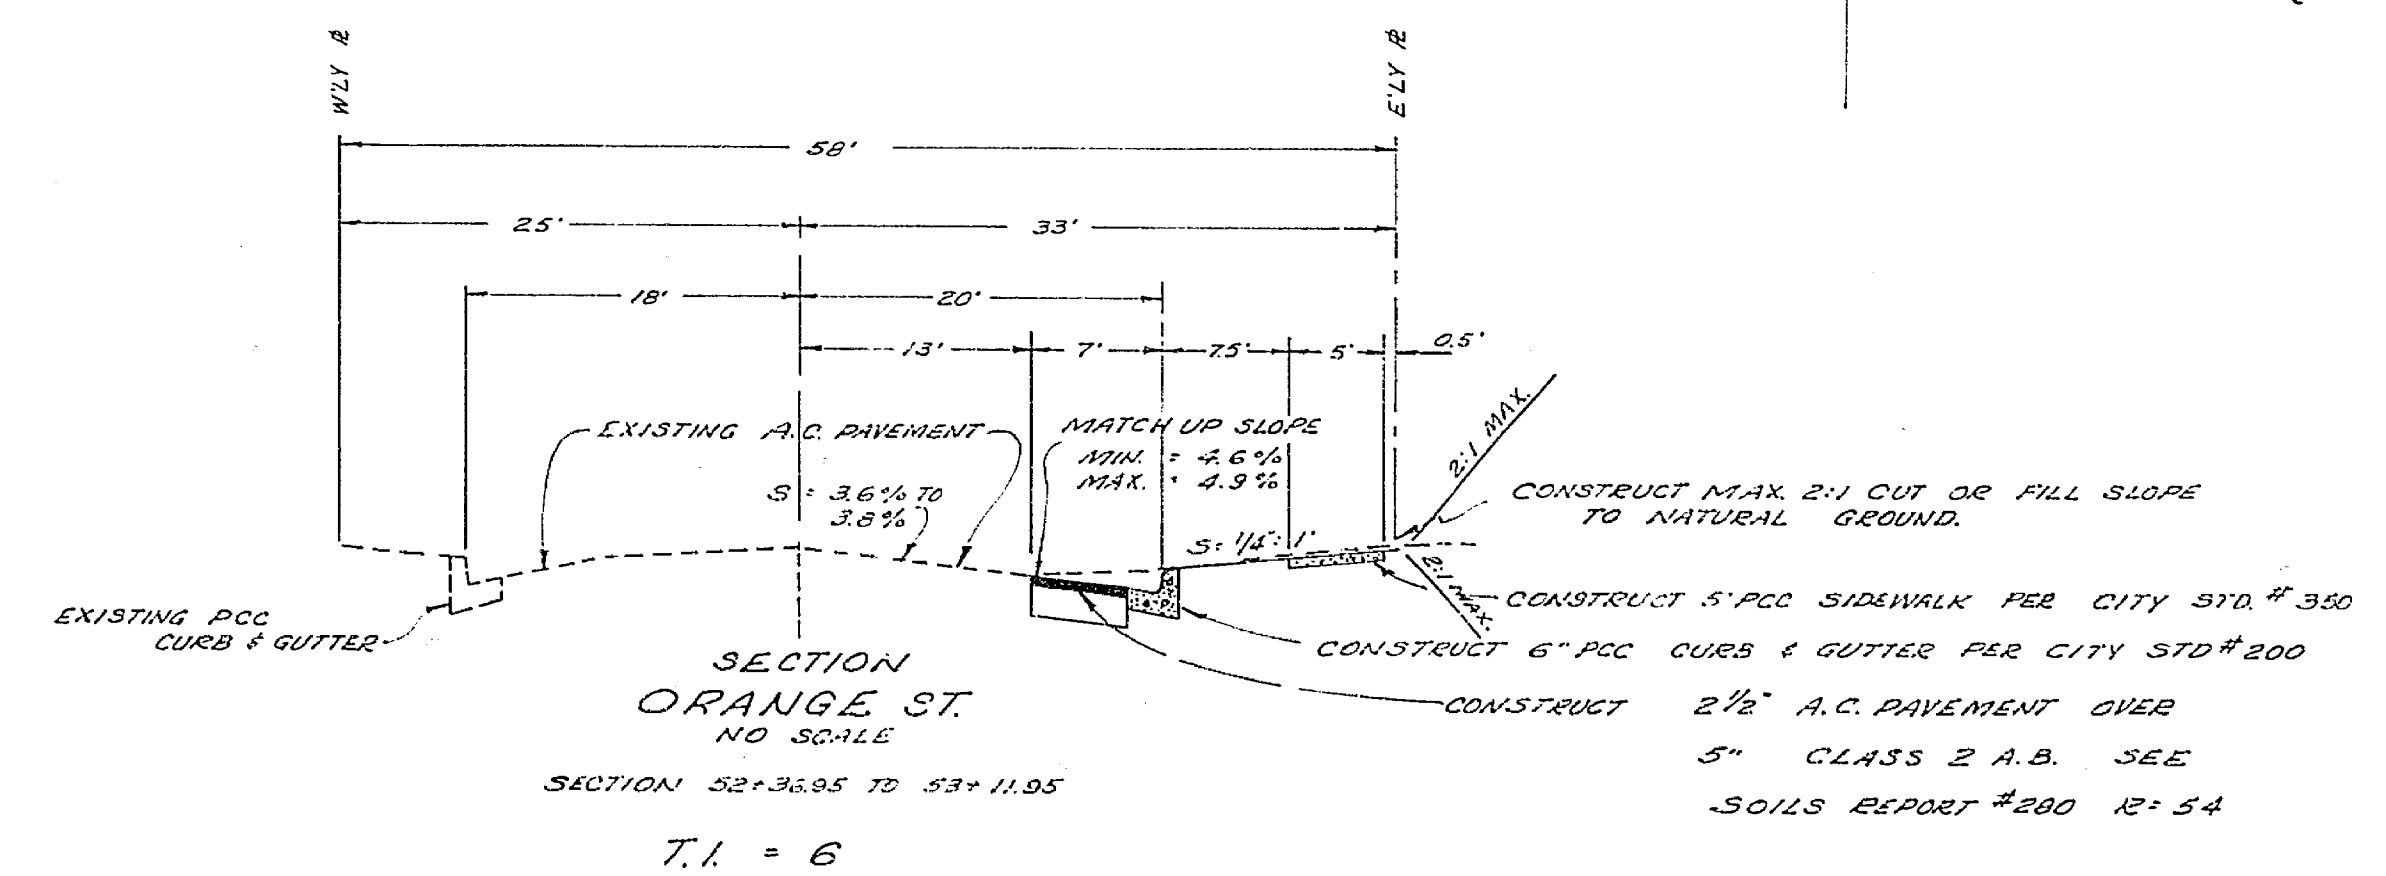 W'LY PL
E'LY PL
58'
25'
33'
18'
20'
13'
7'
7.5'
5'
0.5'
EXISTING A.C. PAVEMENT
MATCH UP SLOPE
MIN. = 4.6%
MAX. = 4.9%
S = 3.6% TO
3.8%
S = 1/4" : 1'
2:1 MAX.
2:1 MAX.
CONSTRUCT MAX. 2:1 CUT OR FILL SLOPE
TO NATURAL GROUND.
EXISTING PCC
CURB & GUTTER
CONSTRUCT 5' PCC SIDEWALK PER CITY STD. # 350
CONSTRUCT 6" PCC CURB & GUTTER PER CITY STD # 200
CONSTRUCT 2 1/2" A.C. PAVEMENT OVER
5" CLASS 2 A.B. SEE
SOILS REPORT #280 R = 54
SECTION
ORANGE ST.
NO SCALE
SECTION 52+36.95 TO 53+11.95
T.I. = 6